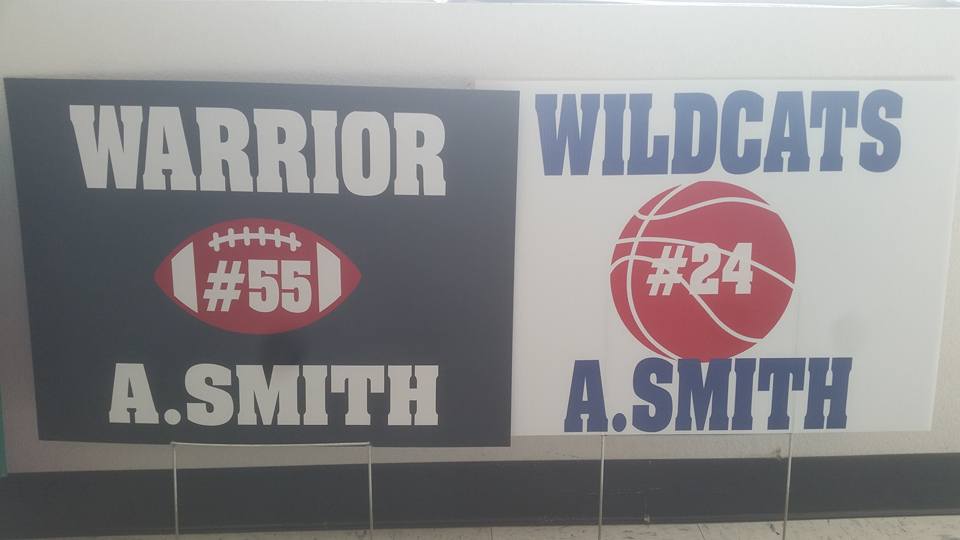 WARRIOR
#55
A.SMITH
WILDCATS
#24
A.SMITH